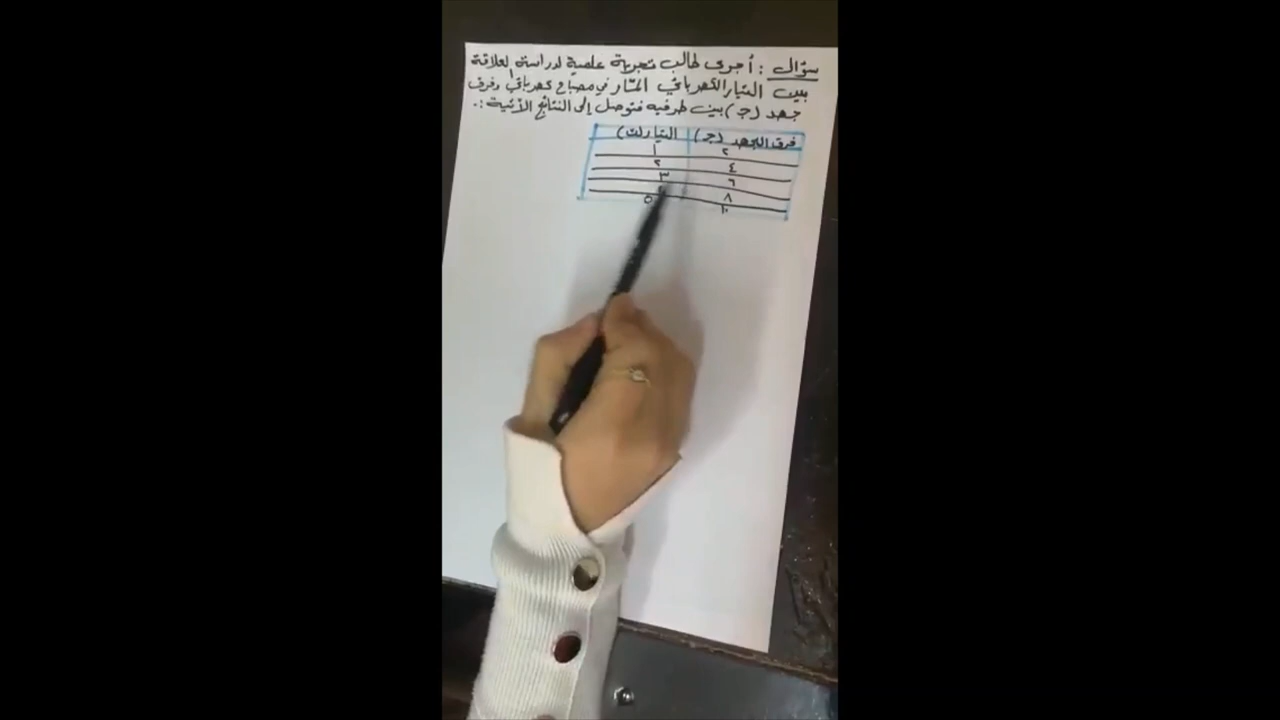 سؤال : أجرى طالب تجربة علمية لدراسة العلاقة
بين التيار الكهربائي المار في مصباح كهربائي وفرق
جهد (جـ) بين طرفيه فتوصل إلى النتائج الآتية :.
فرق الجهد (جـ) التيار (ت)
٢ ١
٤ ٢
٦ ٣
٨
١٠ ٥